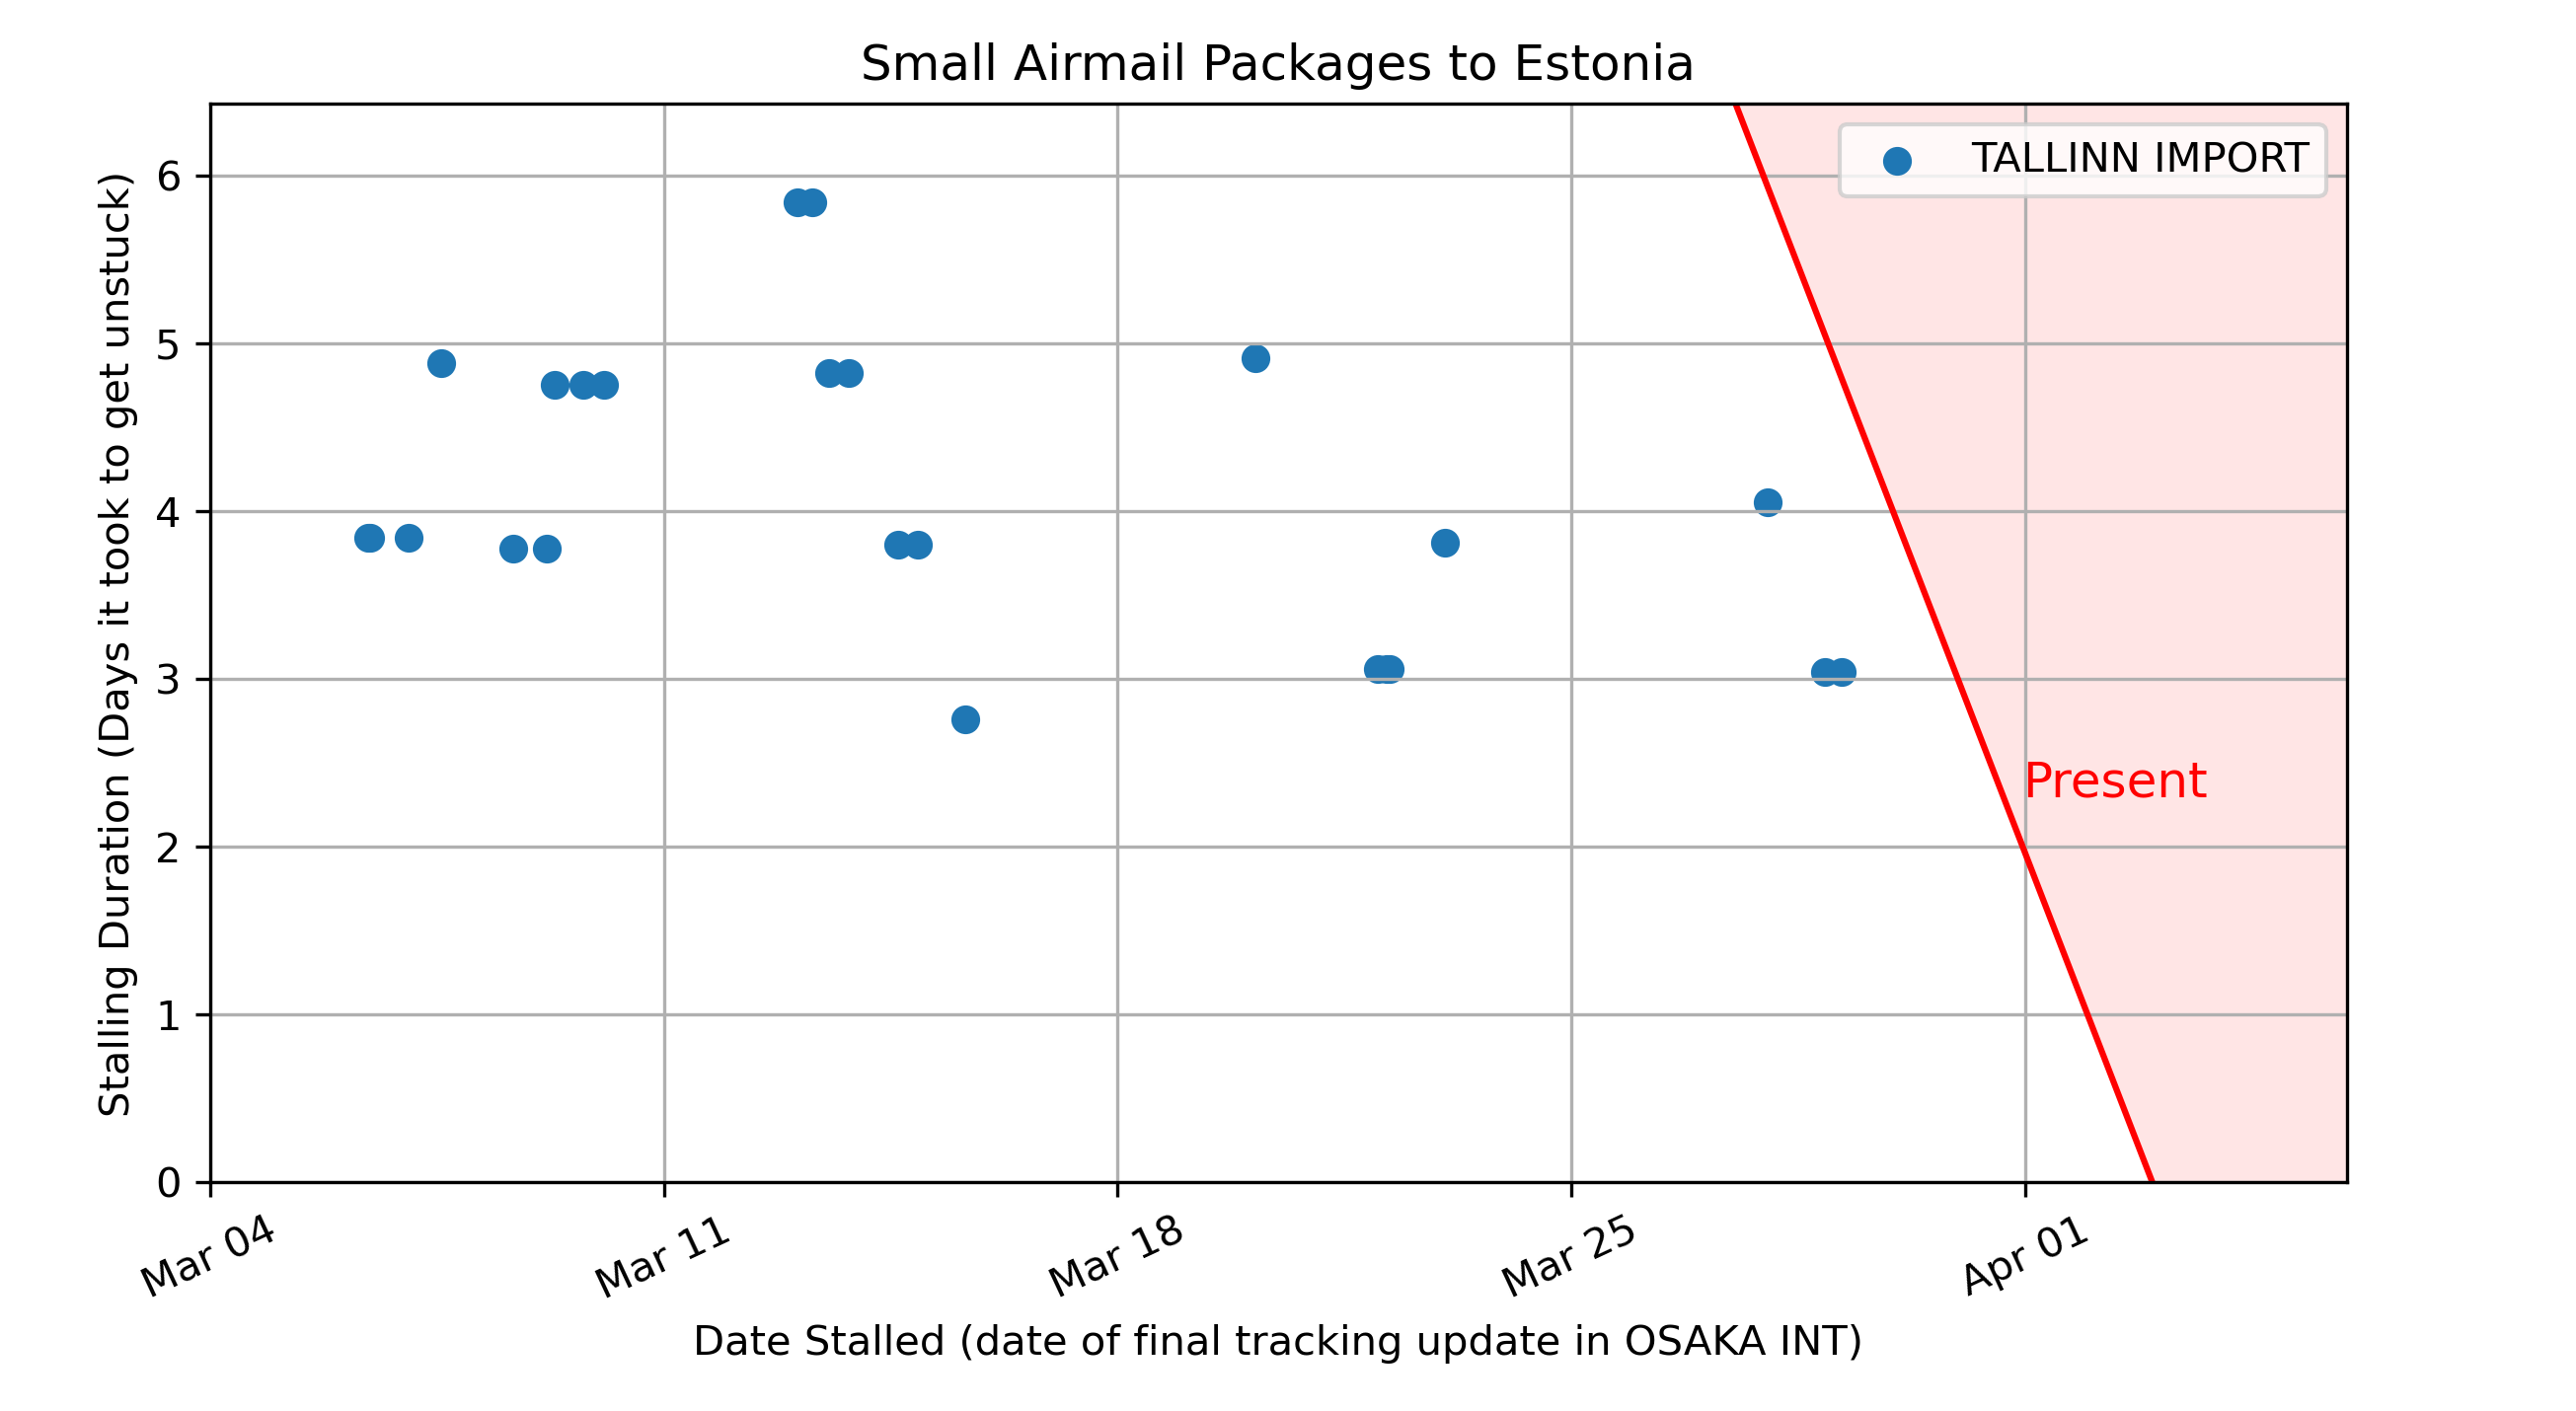 Small Airmail Packages to Estonia
TALLINN IMPORT
Stalling Duration (Days it took to get unstuck)
6
5
4
3
2
1
0
Present
Mar 04
Mar 11
Mar 18
Mar 25
Apr 01
Date Stalled (date of final tracking update in OSAKA INT)